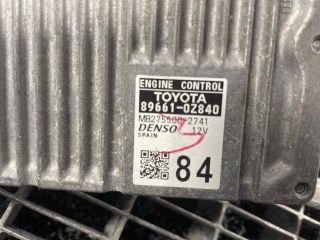 ENGINE CONTROL
TOYOTA
89661-0Z840
MB275500-2741
DENSO 12V
SPAIN
84